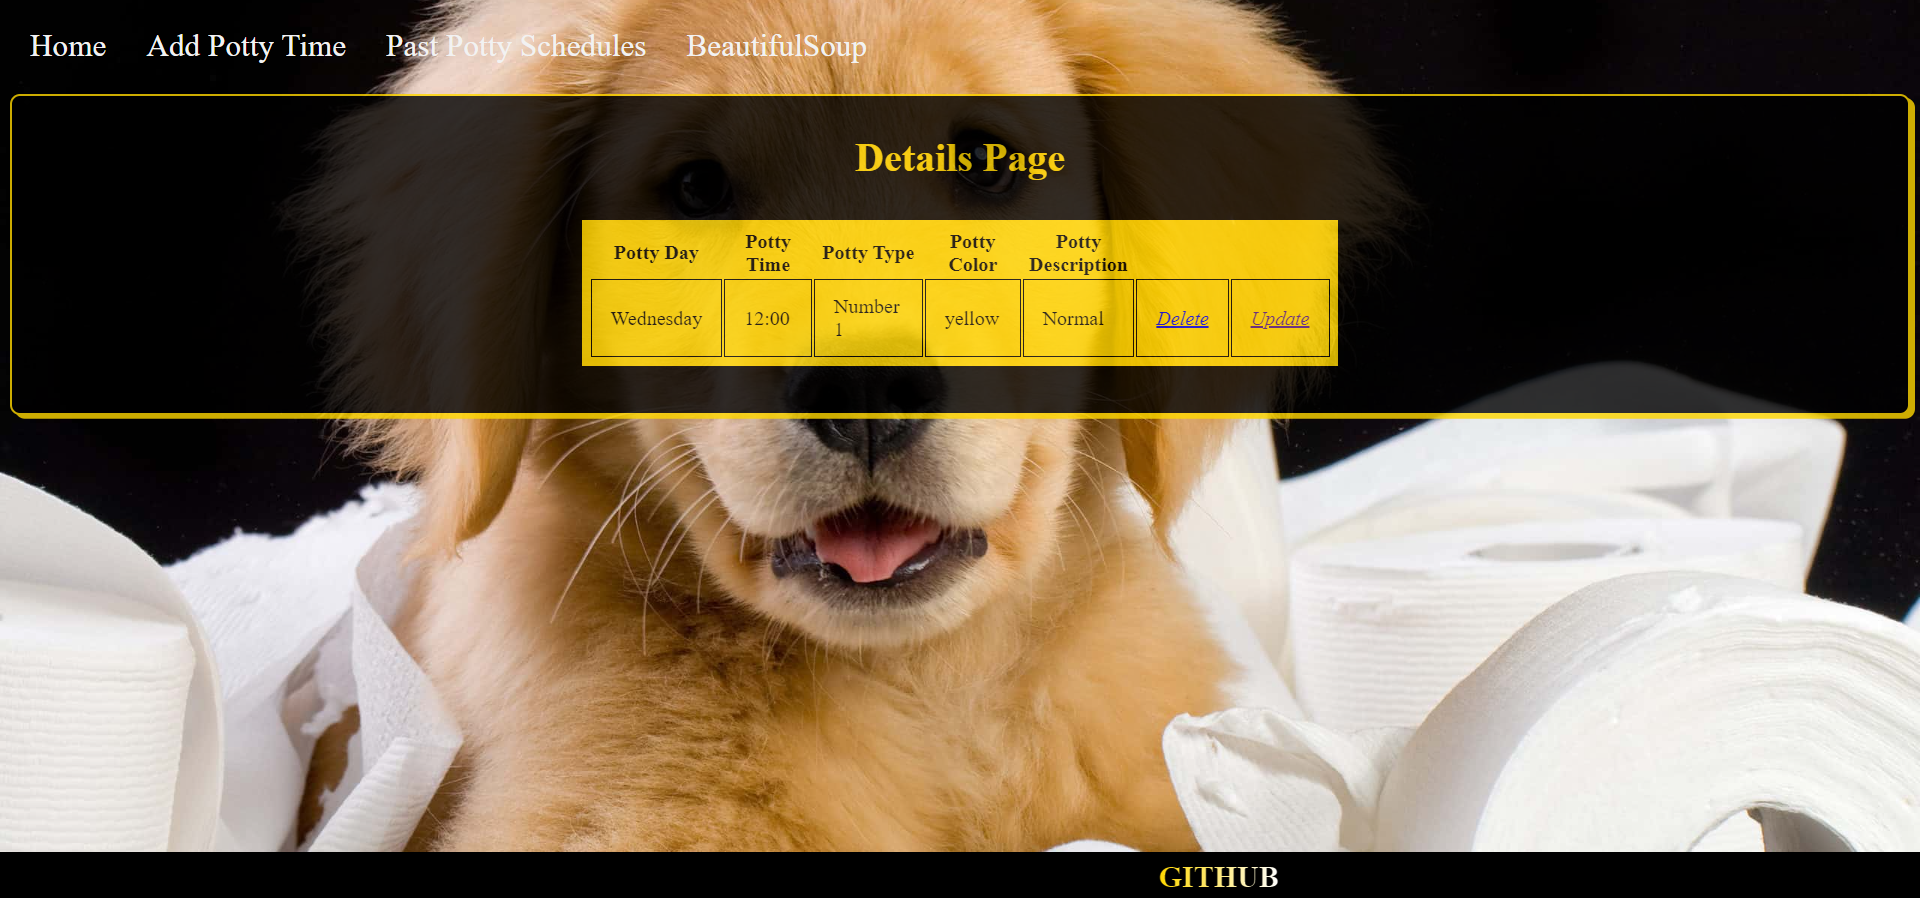 Home Add Potty Time Past Potty Schedules BeautifulSoup
Details Page
Potty Day Potty Time Potty Type Potty Color Potty Description
Wednesday 12:00 Number 1 yellow Normal Delete Update
GITHUB